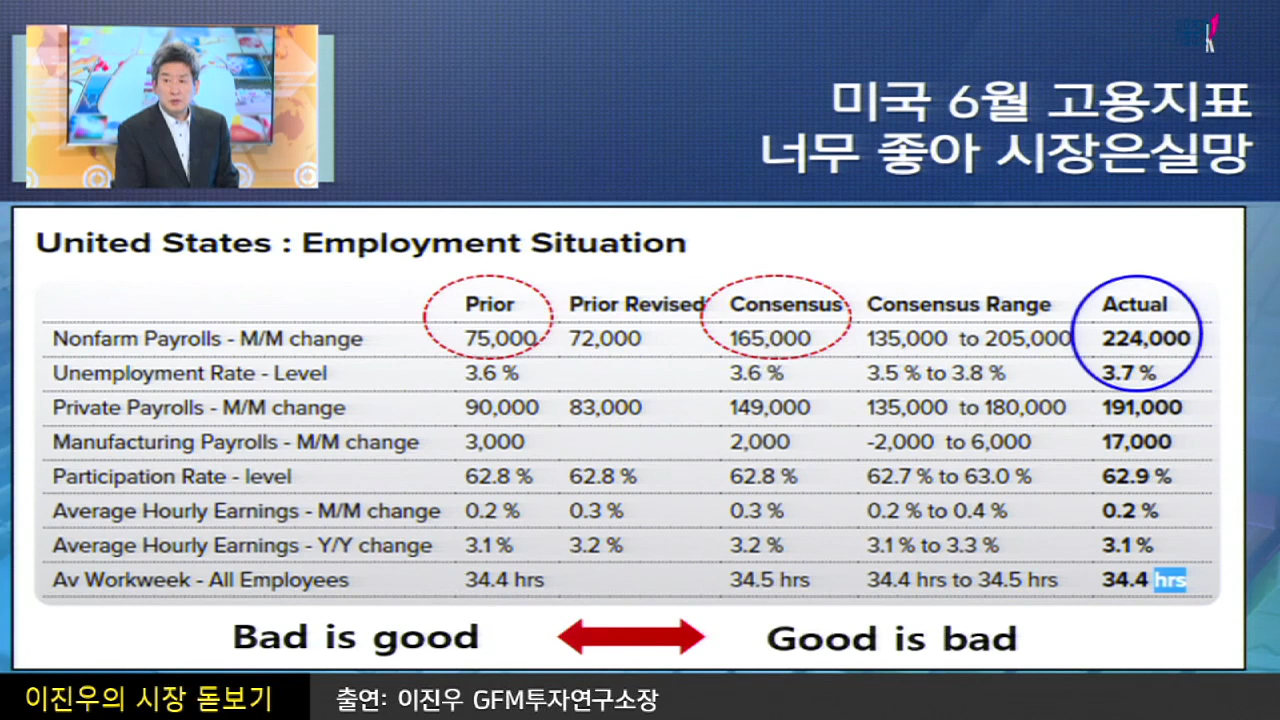 미국 6월 고용지표
너무 좋아 시장은실망
United States : Employment Situation
Prior Prior Revised Consensus Consensus Range Actual
Nonfarm Payrolls - M/M change 75,000 72,000 165,000 135,000 to 205,000 224,000
Unemployment Rate - Level 3.6 % 3.6 % 3.5 % to 3.8 % 3.7 %
Private Payrolls - M/M change 90,000 83,000 149,000 135,000 to 180,000 191,000
Manufacturing Payrolls - M/M change 3,000 2,000 -2,000 to 6,000 17,000
Participation Rate - level 62.8 % 62.8 % 62.8 % 62.7 % to 63.0 % 62.9 %
Average Hourly Earnings - M/M change 0.2 % 0.3 % 0.3 % 0.2 % to 0.4 % 0.2 %
Average Hourly Earnings - Y/Y change 3.1 % 3.2 % 3.2 % 3.1 % to 3.3 % 3.1 %
Av Workweek - All Employees 34.4 hrs 34.5 hrs 34.4 hrs to 34.5 hrs 34.4 hrs
Bad is good Good is bad
이진우의 시장 돋보기 출연: 이진우 GFM투자연구소장